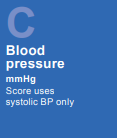 C
Blood
pressure
mmHg
Score uses
systolic BP only